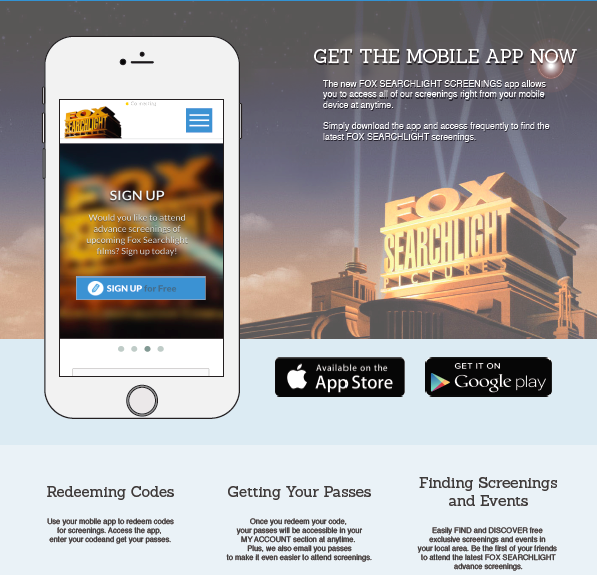 GET THE MOBILE APP NOW
The new FOX SEARCHLIGHT SCREENINGS app allows
you to access all of our screenings right from your mobile
device at anytime.
Simply download the app and access frequently to find the
latest FOX SEARCHLIGHT screenings.
FOX
SEARCHLIGHT
SIGN UP
Would you like to attend
advance screenings of
upcoming Fox Searchlight
films? Sign up today!
SIGN UP for Free
FOX
SEARCHLIGHT
PICTURES
Available on the
App Store
GET IT ON
Google play
Redeeming Codes
Use your mobile app to redeem codes
for screenings. Access the app,
enter your codeand get your passes.
Getting Your Passes
Once you redeem your code,
your passes will be accessible in your
MY ACCOUNT section at anytime.
Plus, we also email you passes
to make it even easier to attend screenings.
Finding Screenings
and Events
Easily FIND and DISCOVER free
exclusive screenings and events in
your local area. Be the first of your friends
to attend the latest FOX SEARCHLIGHT
advance screenings.